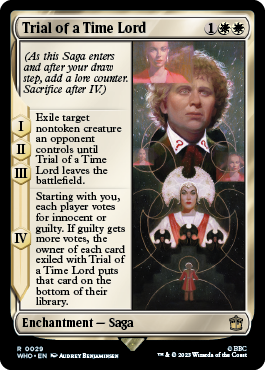 Trial of a Time Lord 1
(As this Saga enters
and after your draw
step, add a lore counter.
Sacrifice after IV.)
I
II
III
Exile target
nontoken creature
an opponent
controls until
Trial of a Time
Lord leaves the
battlefield.
IV
Starting with you,
each player votes
for innocent or
guilty. If guilty gets
more votes, the
owner of each card
exiled with Trial of
a Time Lord puts
that card on the
bottom of their
library.
? ?
Enchantment — Saga
R 0029
WHO • EN Audrey Benjaminsen
© BBC
™ & © 2023 Wizards of the Coast